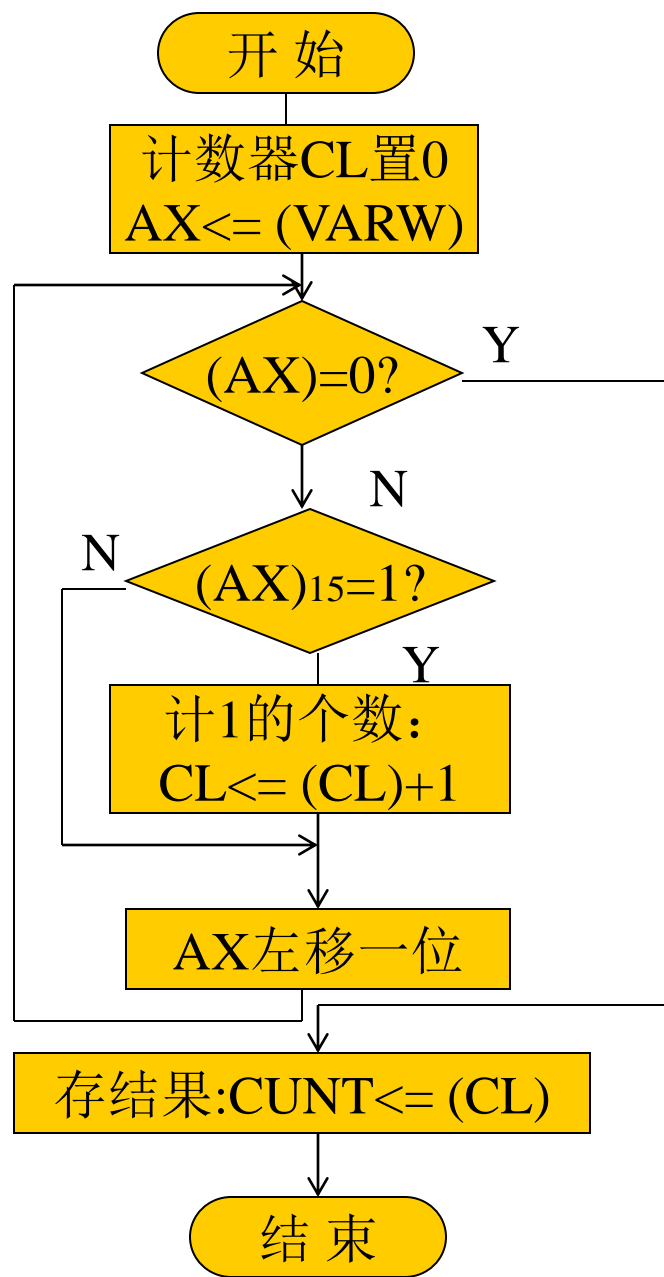 开 始
计数器CL置0
AX<= (VARW)
(AX)=0?
Y
N
N
(AX)15=1?
Y
计1的个数：
CL<= (CL)+1
AX左移一位
存结果:CUNT<= (CL)
结 束